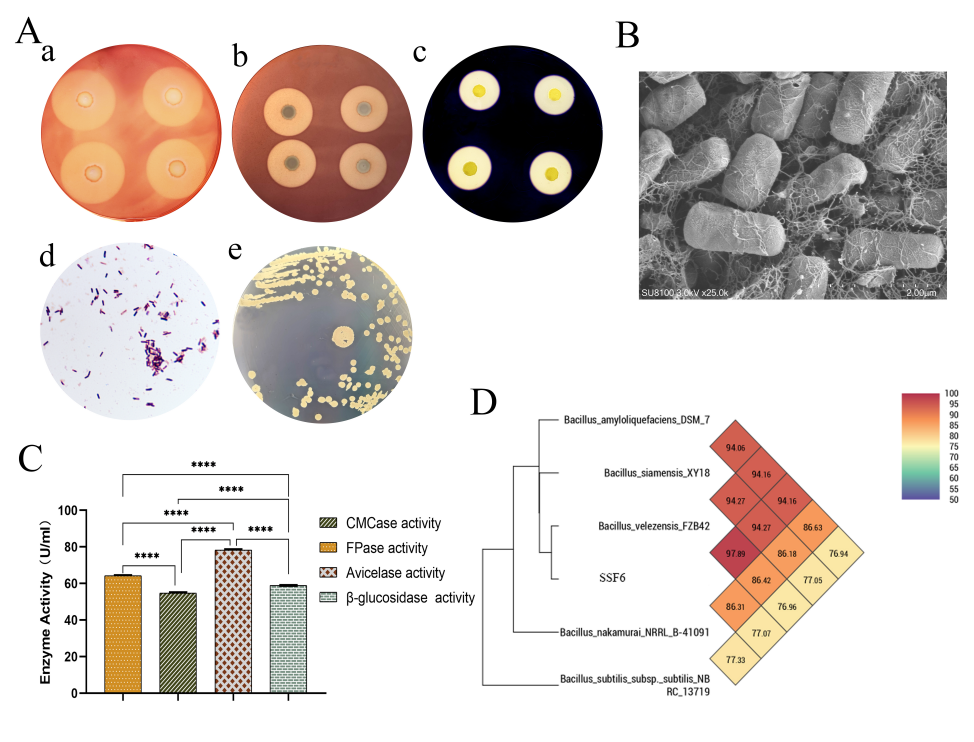 A
a
b
c
d
e
B
SU8100 3.0kV x25.0k
2.00μm
C
****
****
****
****
****
****
Enzyme Activity (U/ml)
100
80
60
40
20
0
CMCase activity
FPase activity
Avicelase activity
β-glucosidase activity
D
Bacillus_amyloliquefaciens_DSM_7
Bacillus_siamensis_XY18
Bacillus_velezensis_FZB42
SSF6
Bacillus_nakamurai_NRRL_B-41091
Bacillus_subtilis_subsp._subtilis_NB
RC_13719
94.06
94.16
94.27
94.16
94.27
86.63
97.89
86.18
76.94
86.42
77.05
86.31
76.96
77.07
77.33
100
95
90
85
80
75
70
65
60
55
50